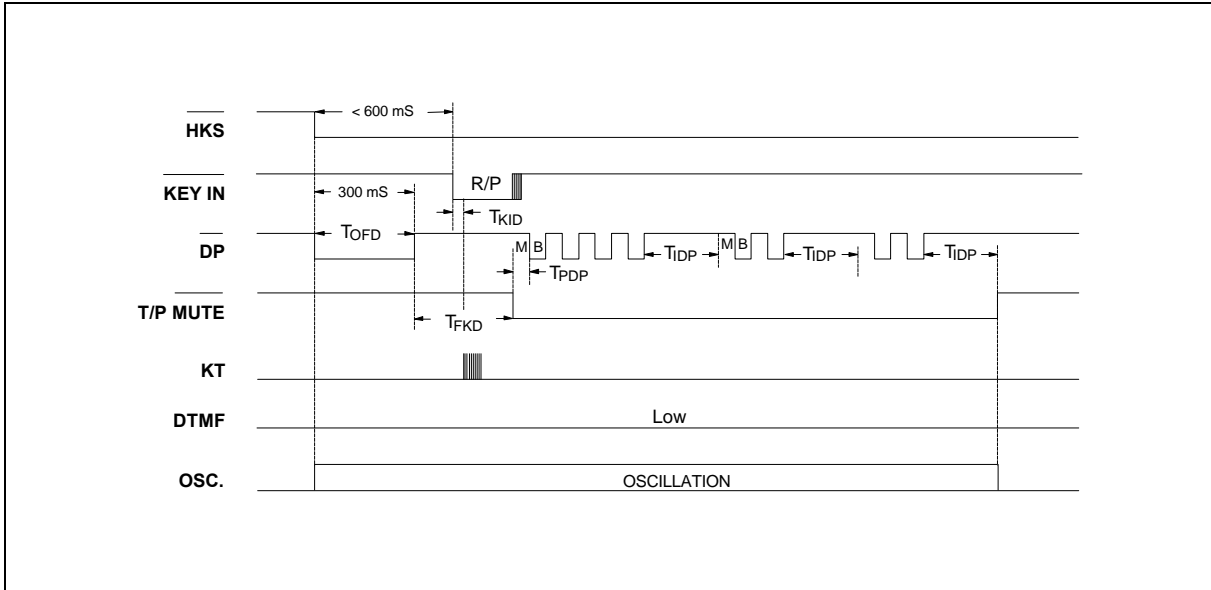 < 600 mS
HKS
KEY IN
R/P
300 mS
TKID
TOFD
DP
M B
TIDP
M B
TIDP
TIDP
TPDP
T/P MUTE
TFKD
KT
DTMF
Low
OSC.
OSCILLATION